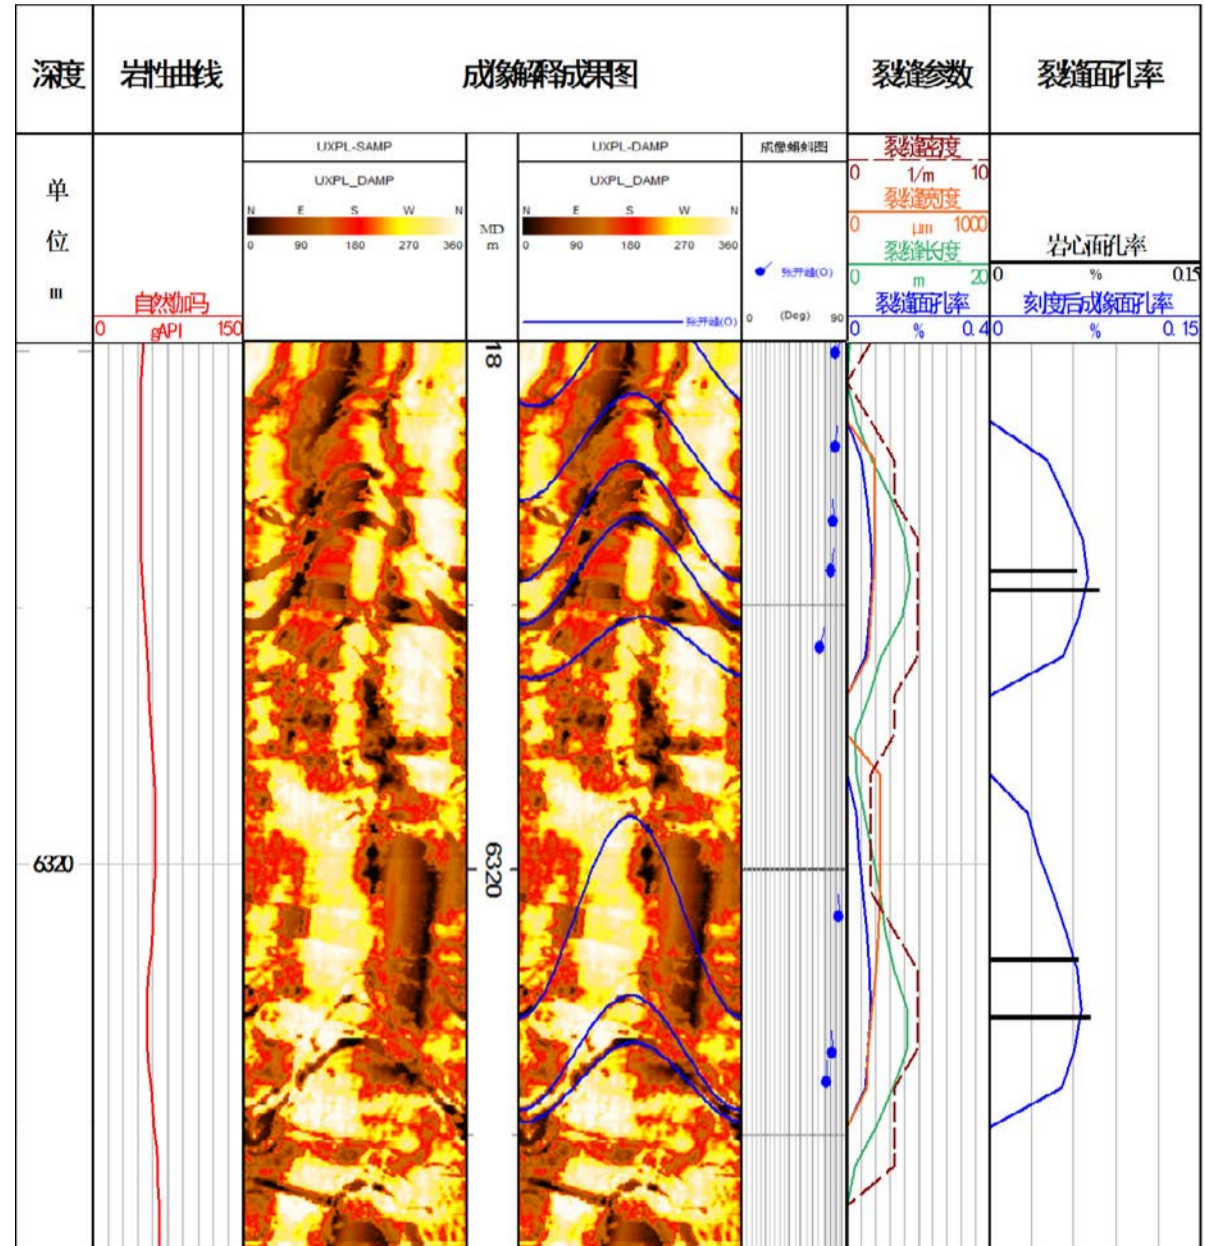 深度
岩性曲线
成像解释成果图
裂缝参数
裂缝面孔率
单
位
m
自然伽马
0 gAPI 150
UXPL-SAMP
UXPL_DAMP
N E S W N
0 90 180 270 360
MD
m
UXPL-DAMP
UXPL_DAMP
N E S W N
0 90 180 270 360
张开缝(O)
成像蝌蚪图
张开缝(O)
0 (Deg) 90
裂缝密度
0 1/m 10
裂缝宽度
0 μm 1000
裂缝长度
0 m 20
裂缝面孔率
0 % 0.4
岩心面孔率
0 % 0.15
刻度后成像面孔率
0 % 0.15
18
6320
6320